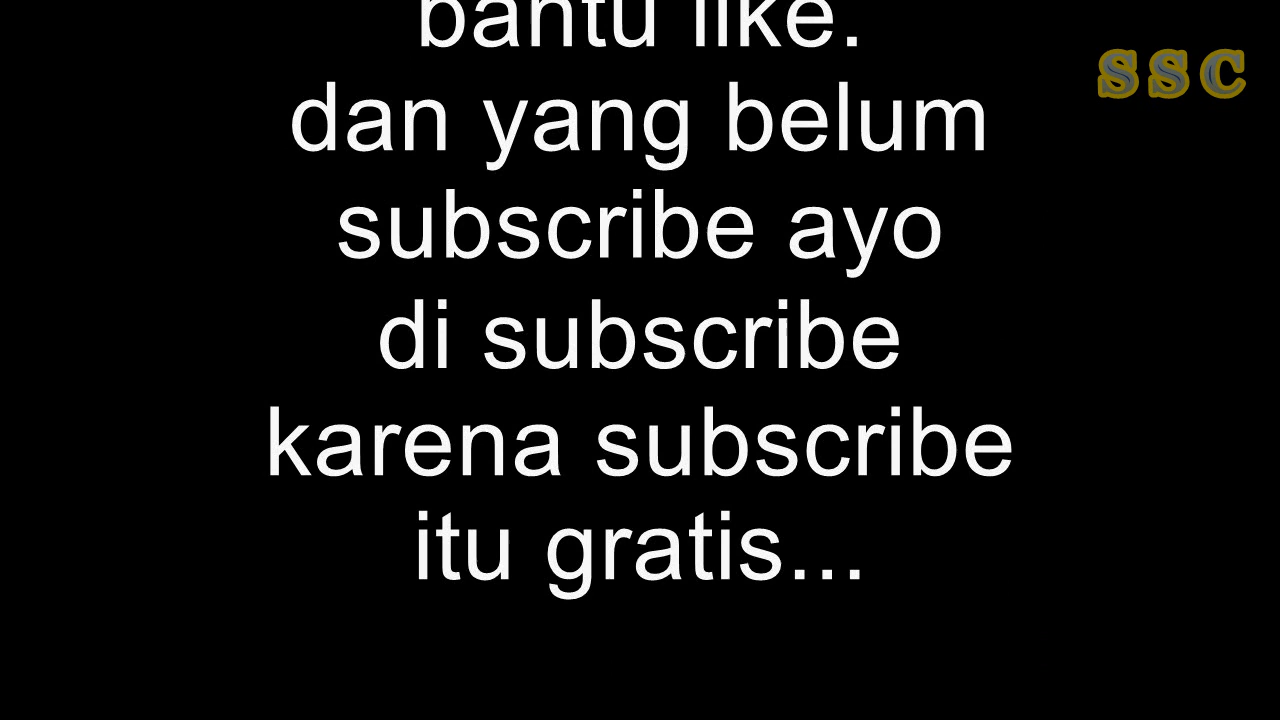 bantu like.
SSC
dan yang belum
subscribe ayo
di subscribe
karena subscribe
itu gratis...